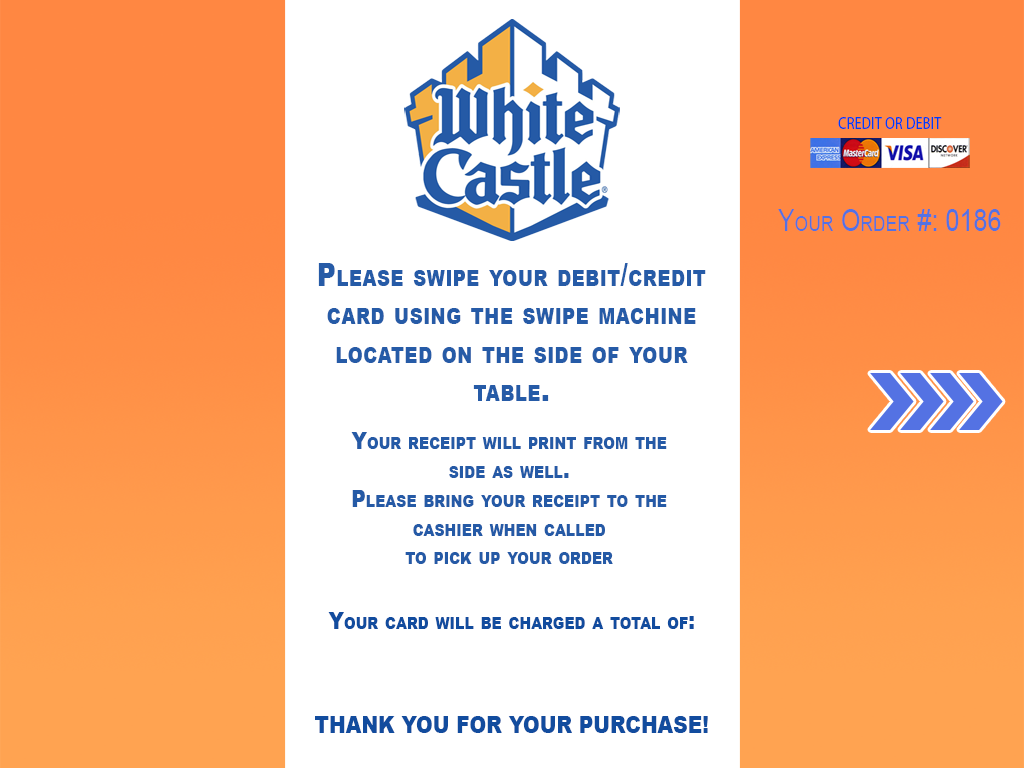 White
Castle®
Please swipe your debit/credit
card using the swipe machine
located on the side of your
table.
Your receipt will print from the
side as well.
Please bring your receipt to the
cashier when called
to pick up your order
Your card will be charged a total of:
THANK YOU FOR YOUR PURCHASE!
CREDIT OR DEBIT
AMERICAN EXPRESS MasterCard VISA DISCOVER
NETWORK
Your Order #: 0186